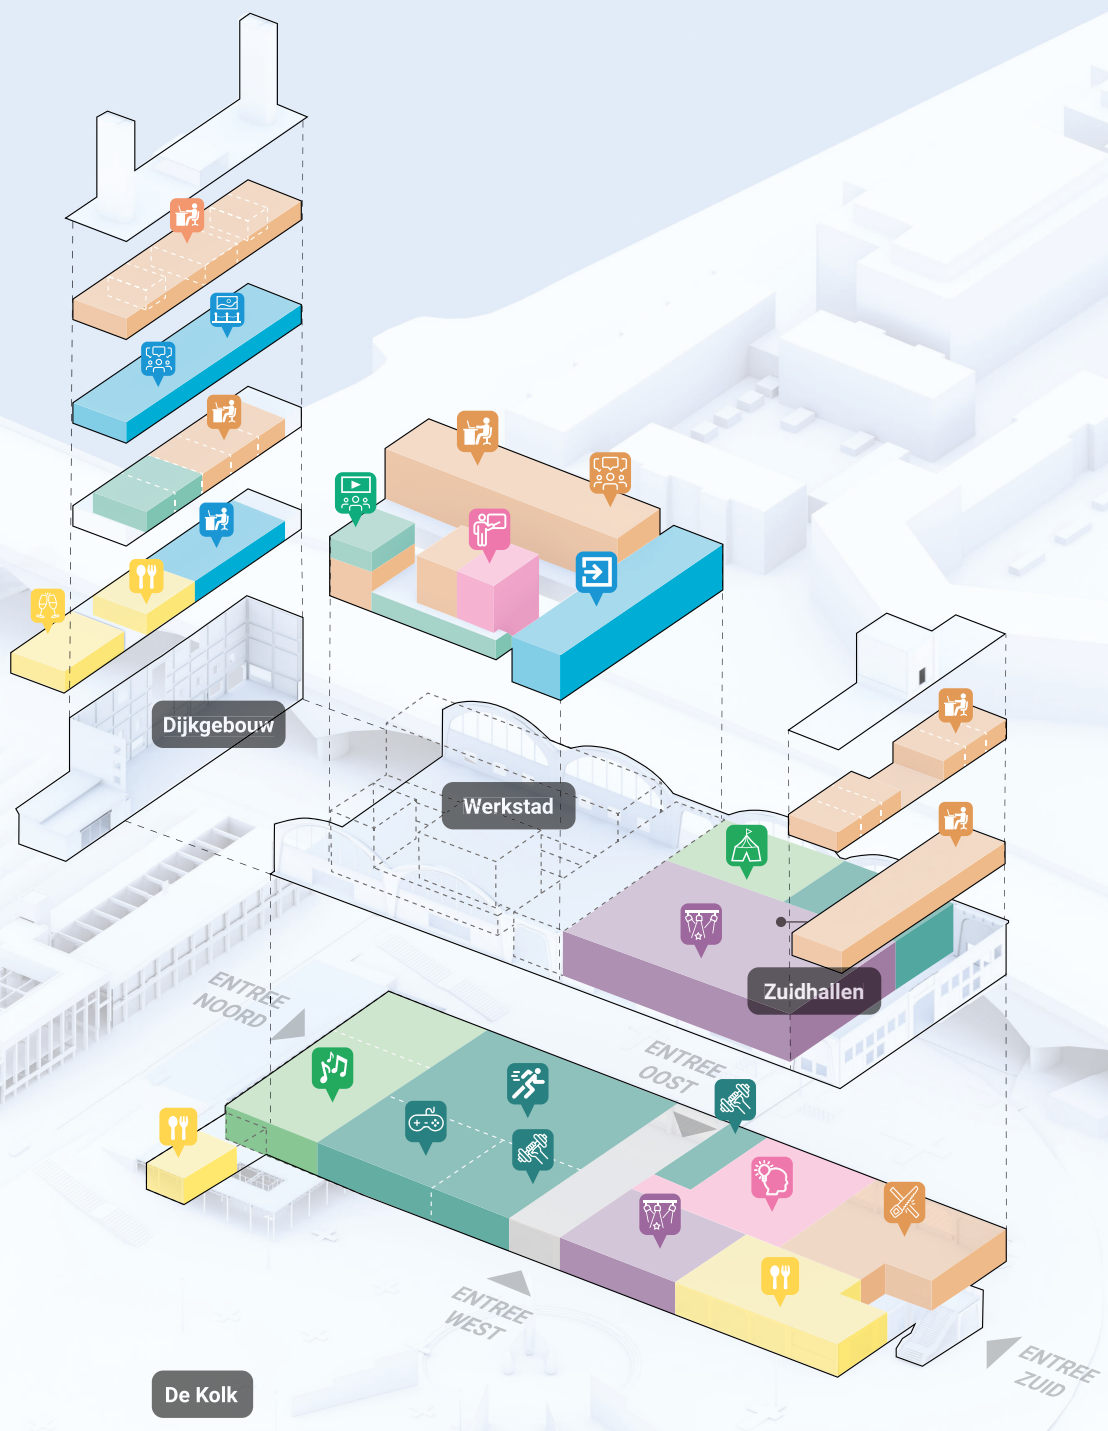 Dijkgebouw
Werkstad
Zuidhallen
ENTREE
NOORD
ENTREE
OOST
ENTREE
WEST
ENTREE
ZUID
De Kolk